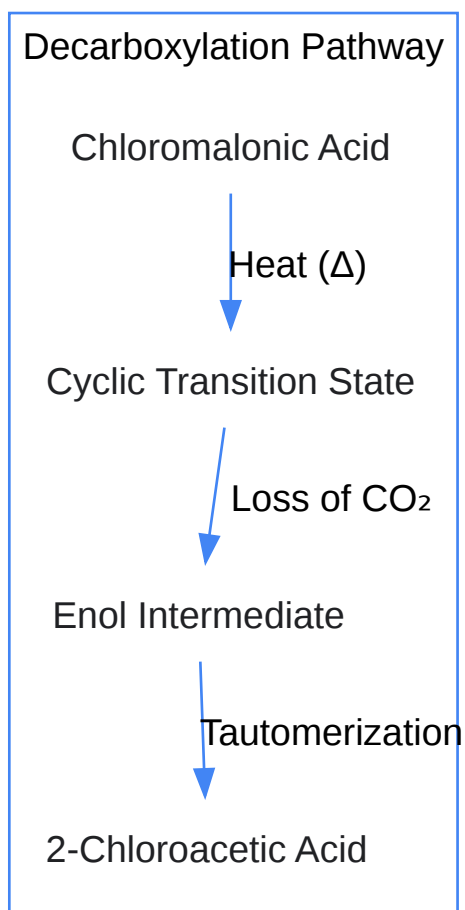 Decarboxylation Pathway
Chloromalonic Acid
Heat (Δ)
Cyclic Transition State
Loss of CO₂
Enol Intermediate
Tautomerization
2-Chloroacetic Acid